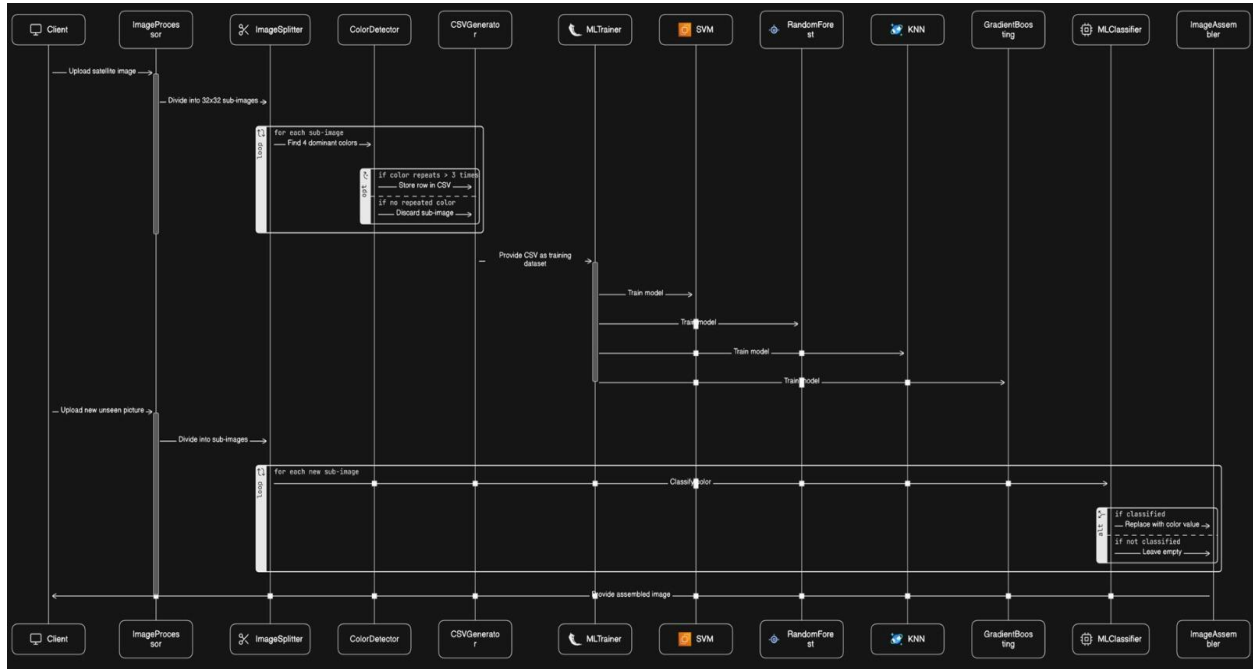 Client
ImageProces
sor
ImageSplitter
ColorDetector
CSVGenerato
r
MLTrainer
SVM
RandomFore
st
KNN
GradientBoos
ting
MLClassifier
ImageAssem
bler
Upload satellite image
Divide into 32x32 sub-images
loop
for each sub-image
Find 4 dominant colors
opt
if color repeats > 3 times
Store row in CSV
if no repeated color
Discard sub-image
Provide CSV as training
dataset
Train model
Train model
Train model
Train model
Upload new unseen picture
Divide into sub-images
loop
for each new sub-image
Classify color
alt
if classified
Replace with color value
if not classified
Leave empty
Provide assembled image
Client
ImageProces
sor
ImageSplitter
ColorDetector
CSVGenerato
r
MLTrainer
SVM
RandomFore
st
KNN
GradientBoos
ting
MLClassifier
ImageAssem
bler